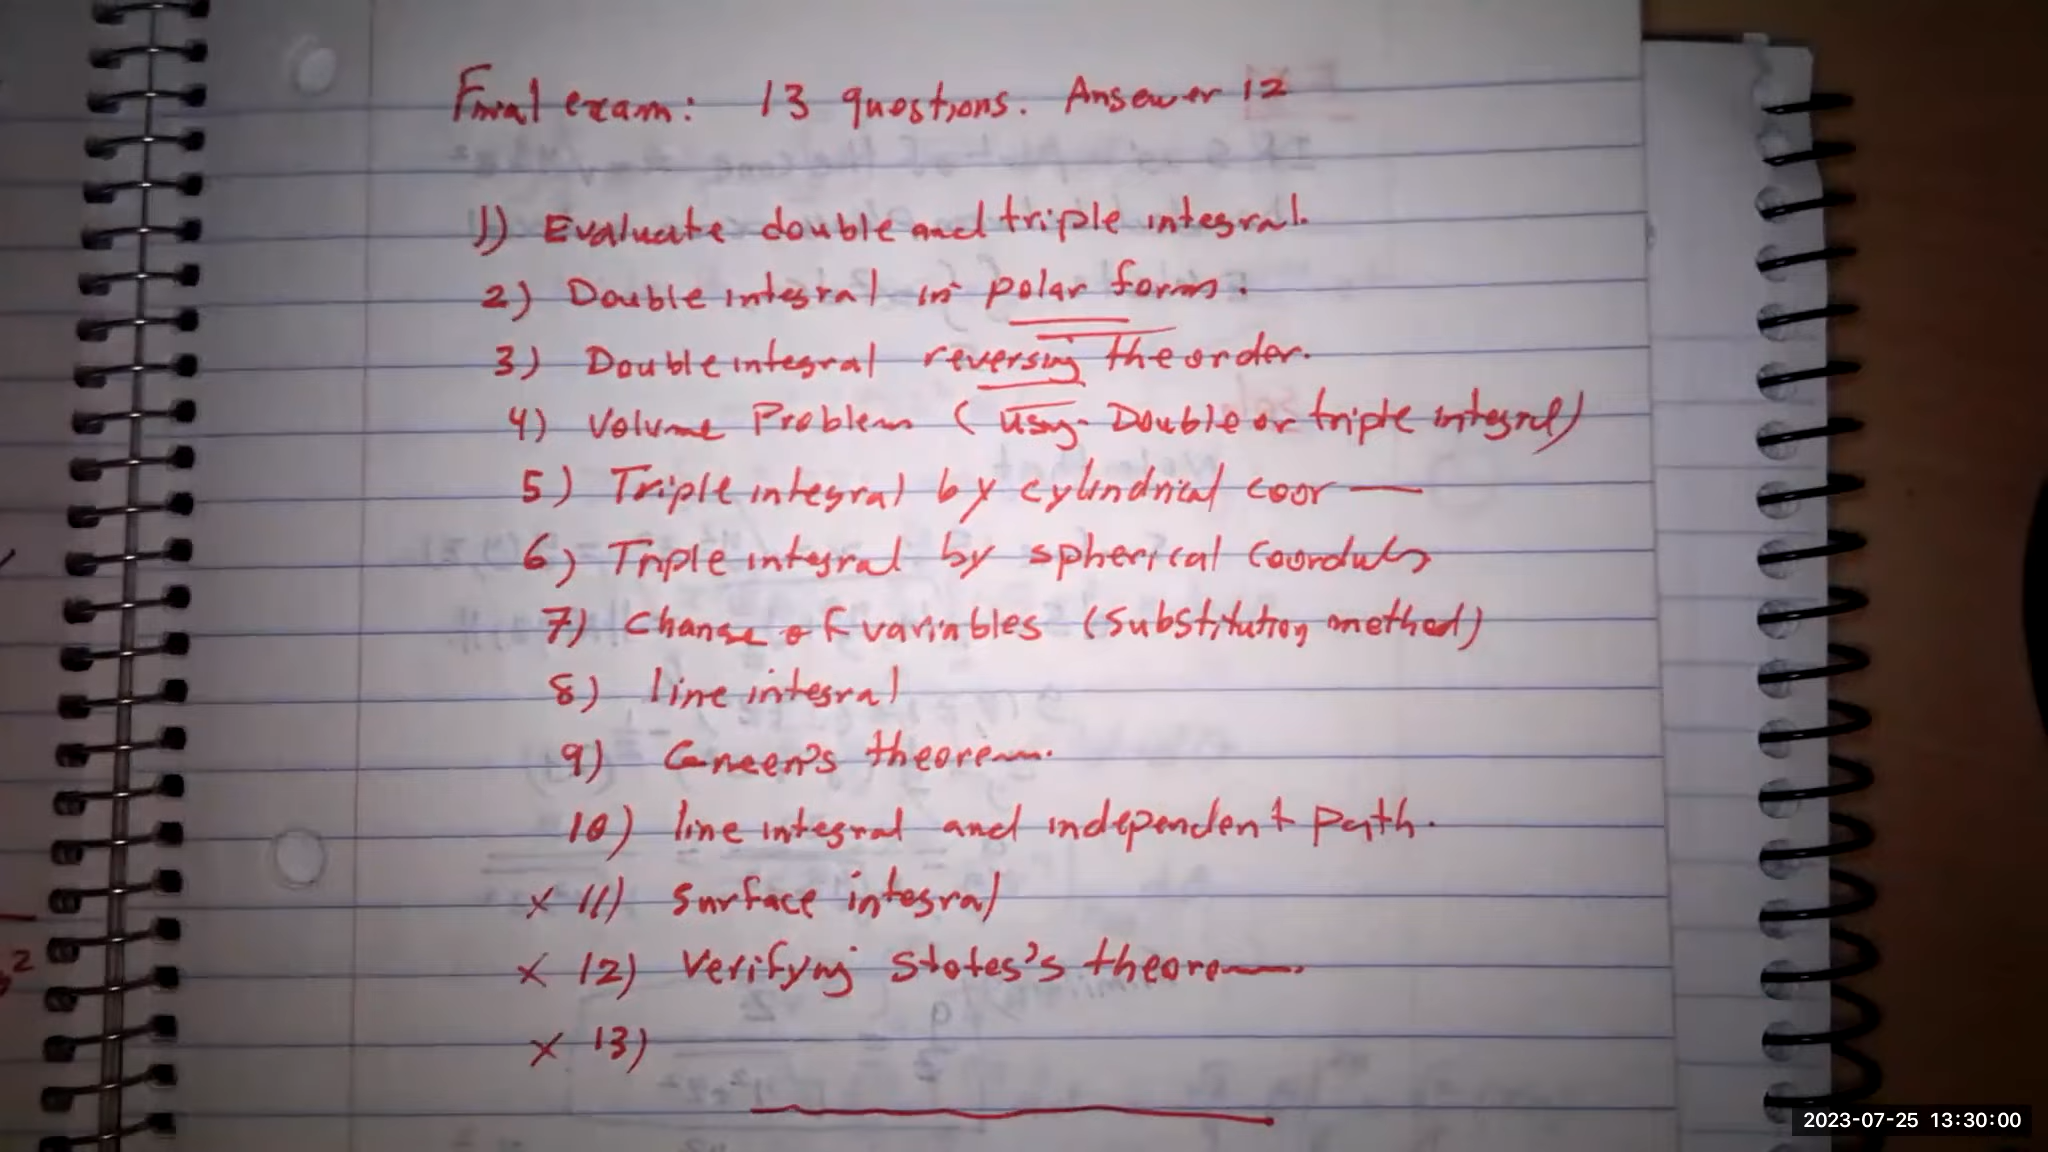 Final exam: 13 questions. Answer 12
1) Evaluate double and triple integral.
2) Double integral in polar form.
3) Double integral reversing the order.
4) Volume Problem (using Double or triple integral)
5) Triple integral by cylindrical coor
6) Triple integral by spherical
7) Change of variables (substitution method)
8) line integral
9) Green's theorem.
10) line integral and independent path.
x 11) surface integral
x 12) Verifying Stotes's theorem.
x 13)
2023-07-25 13:30:00